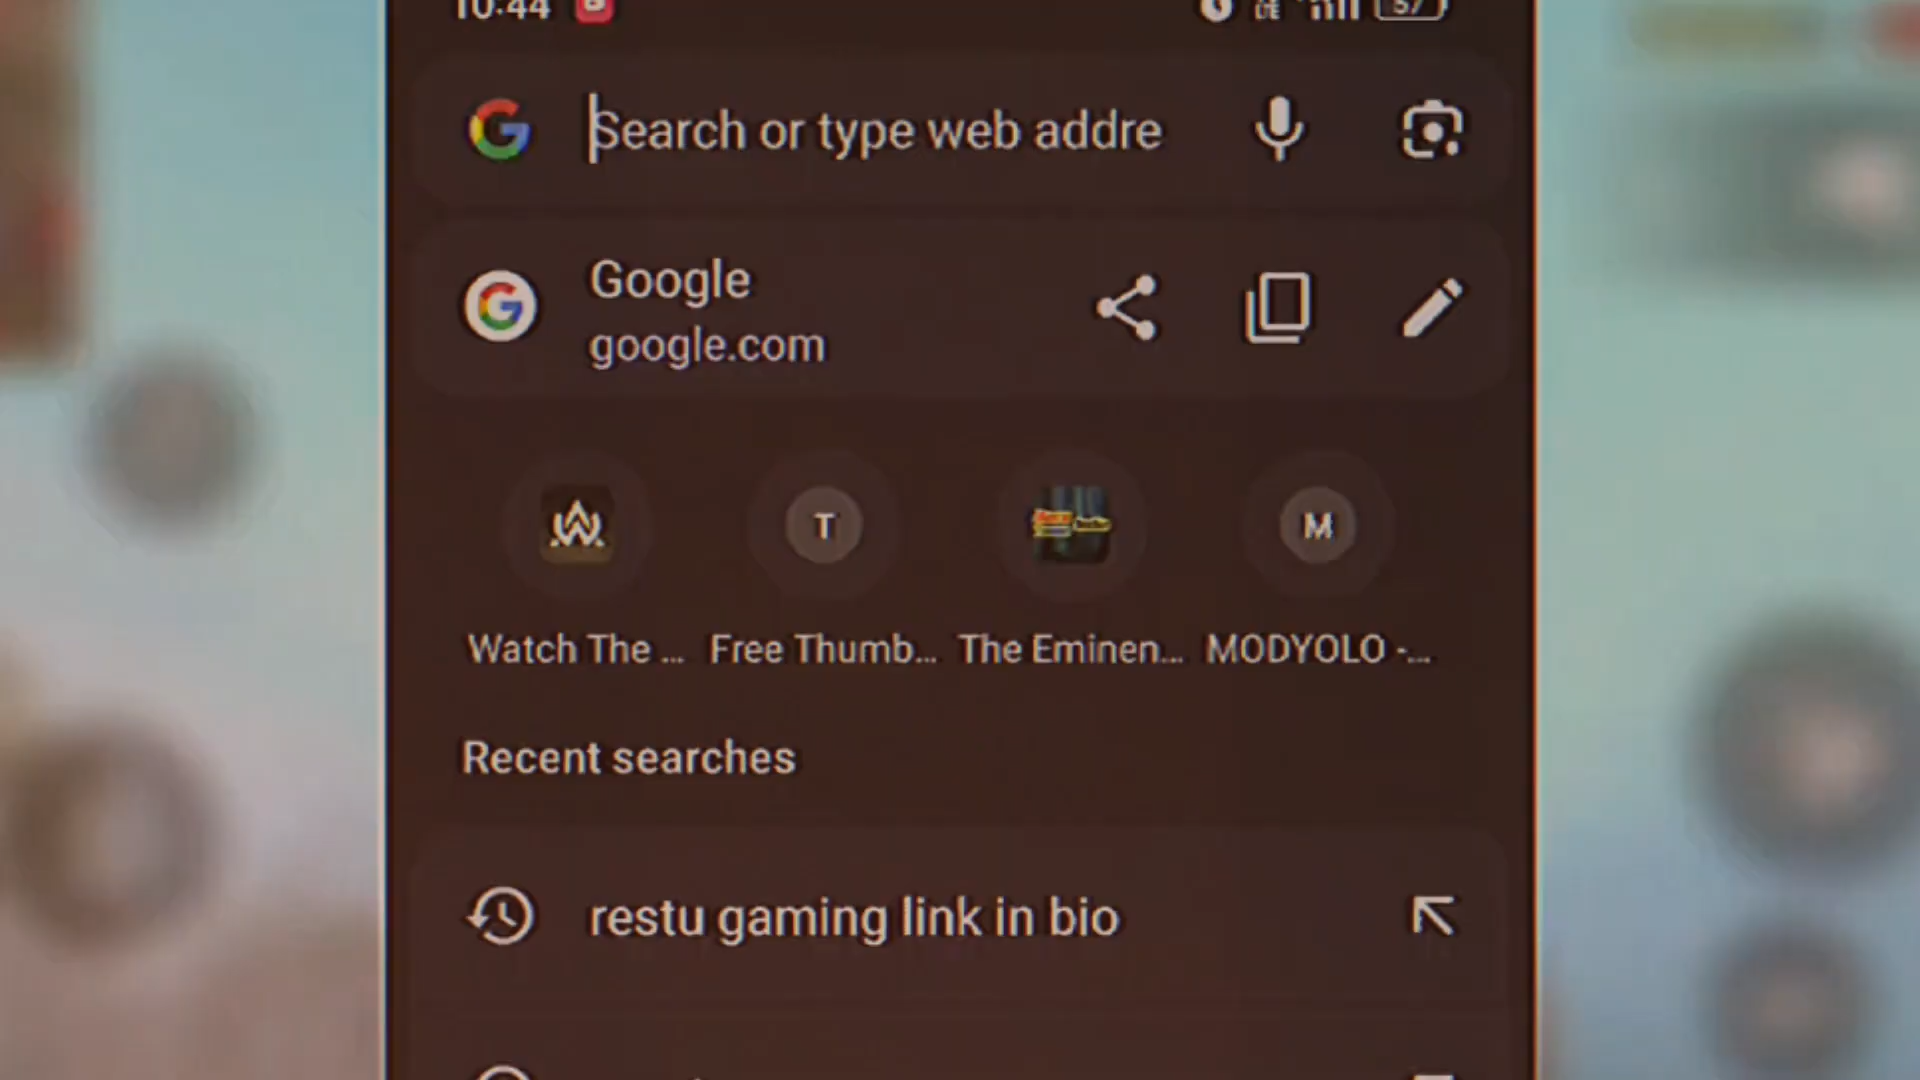 10:44
57
Search or type web addre
Google
google.com
T
M
Watch The ...
Free Thumb...
The Eminen...
MODYOLO -...
Recent searches
restu gaming link in bio